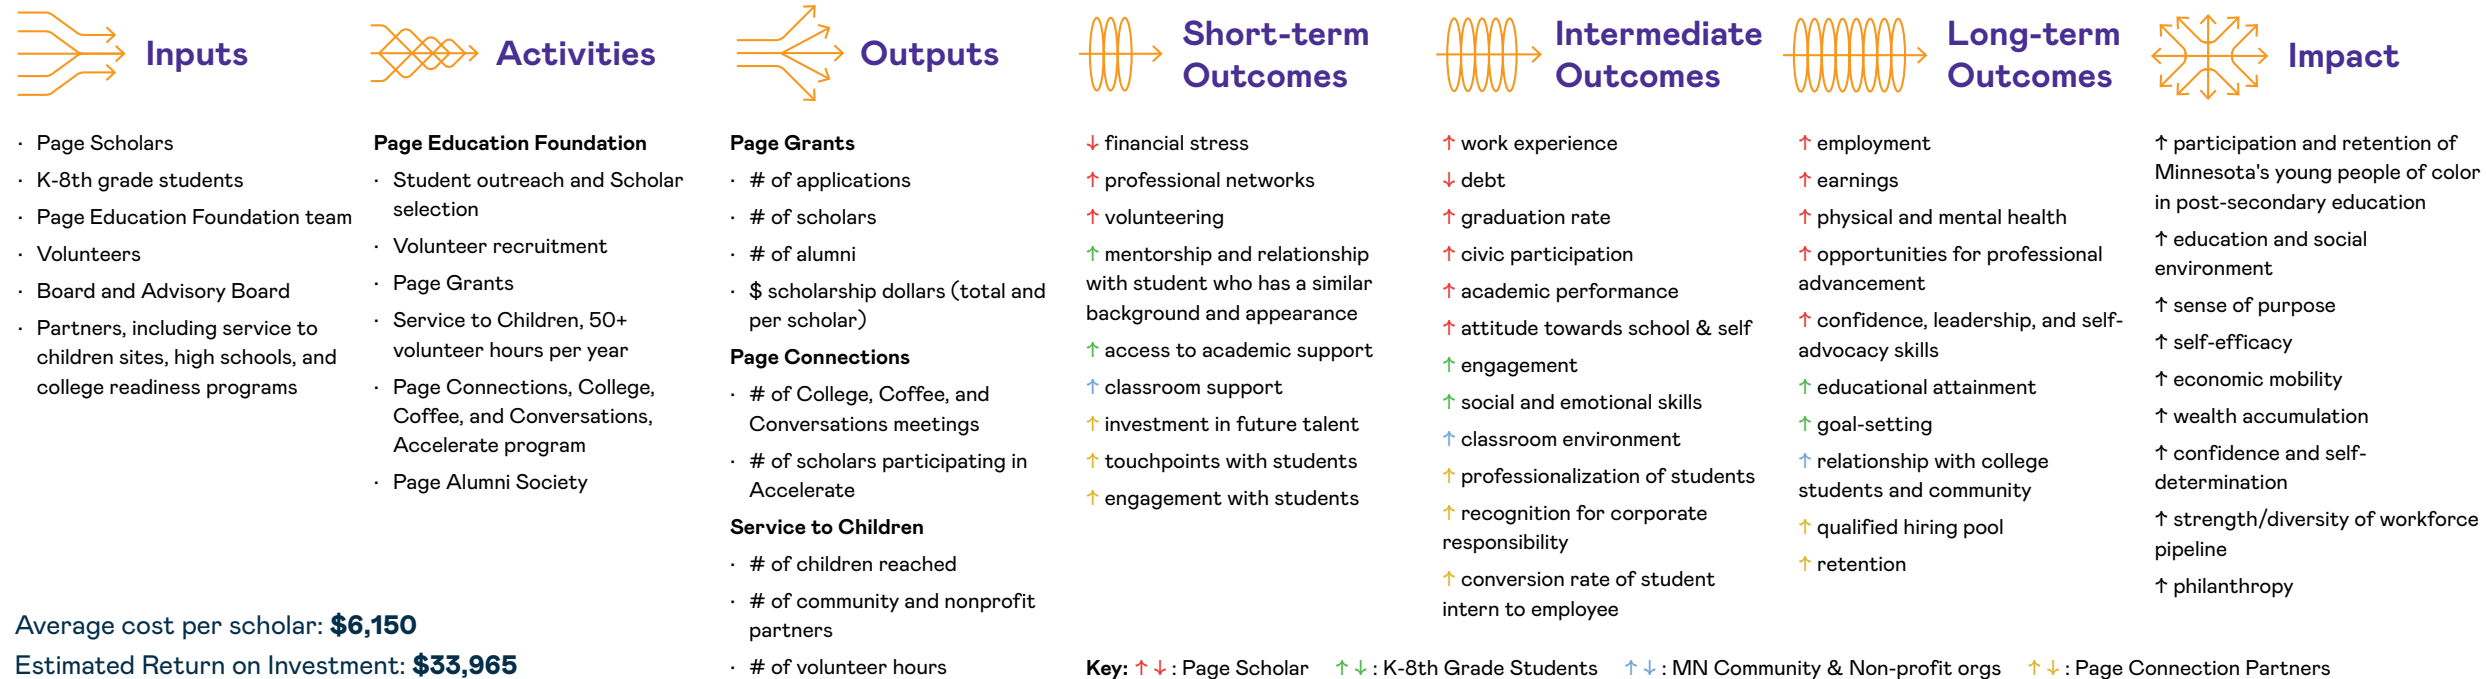 Inputs
· Page Scholars
· K-8th grade students
· Page Education Foundation team
· Volunteers
· Board and Advisory Board
· Partners, including service to
children sites, high schools, and
college readiness programs
Average cost per scholar: $6,150
Estimated Return on Investment: $33,965
Activities
Page Education Foundation
· Student outreach and Scholar
selection
· Volunteer recruitment
· Page Grants
· Service to Children, 50+
volunteer hours per year
· Page Connections, College,
Coffee, and Conversations,
Accelerate program
· Page Alumni Society
Outputs
Page Grants
· # of applications
· # of scholars
· # of alumni
· $ scholarship dollars (total and
per scholar)
Page Connections
· # of College, Coffee, and
Conversations meetings
· # of scholars participating in
Accelerate
Service to Children
· # of children reached
· # of community and nonprofit
partners
· # of volunteer hours
Short-term
Outcomes
↓ financial stress
↑ professional networks
↑ volunteering
↑ mentorship and relationship
with student who has a similar
background and appearance
↑ access to academic support
↑ classroom support
↑ investment in future talent
↑ touchpoints with students
↑ engagement with students
Intermediate
Outcomes
↑ work experience
↓ debt
↑ graduation rate
↑ civic participation
↑ academic performance
↑ attitude towards school & self
↑ engagement
↑ social and emotional skills
↑ classroom environment
↑ professionalization of students
↑ recognition for corporate
responsibility
↑ conversion rate of student
intern to employee
Long-term
Outcomes
↑ employment
↑ earnings
↑ physical and mental health
↑ opportunities for professional
advancement
↑ confidence, leadership, and self-
advocacy skills
↑ educational attainment
↑ goal-setting
↑ relationship with college
students and community
↑ qualified hiring pool
↑ retention
Impact
↑ participation and retention of
Minnesota's young people of color
in post-secondary education
↑ education and social
environment
↑ sense of purpose
↑ self-efficacy
↑ economic mobility
↑ wealth accumulation
↑ confidence and self-
determination
↑ strength/diversity of workforce
pipeline
↑ philanthropy
Key: ↑↓: Page Scholar ↑↓: K-8th Grade Students ↑↓: MN Community & Non-profit orgs ↑↓: Page Connection Partners